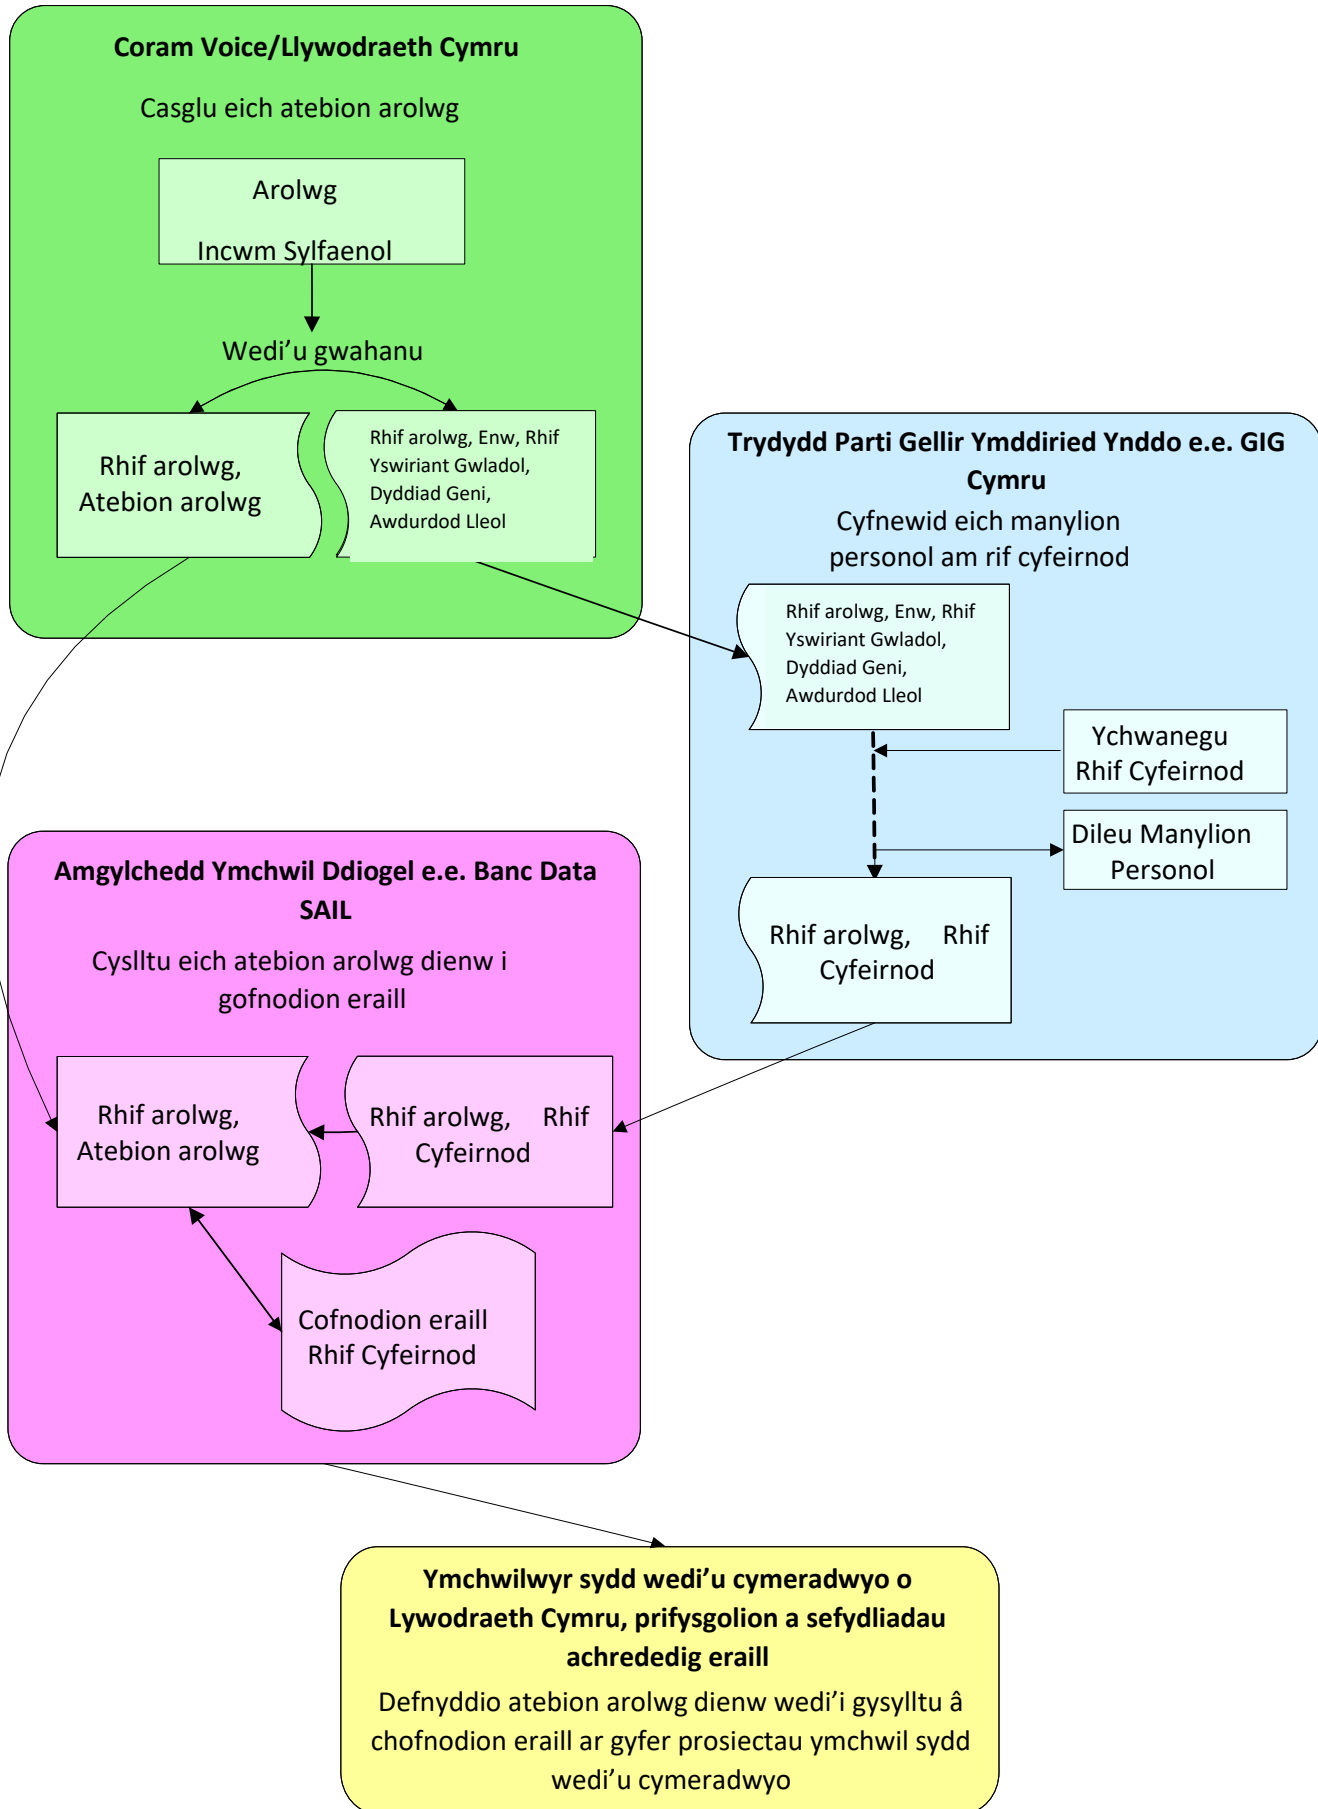 Coram Voice/Llywodraeth Cymru
Casglu eich atebion arolwg
Arolwg
Incwm Sylfaenol
Wedi’u gwahanu
Rhif arolwg,
Atebion arolwg
Rhif arolwg, Enw, Rhif
Yswiriant Gwladol,
Dyddiad Geni,
Awdurdod Lleol
Trydydd Parti Gellir Ymddiried Ynddo e.e. GIG
Cymru
Cyfnewid eich manylion
personol am rif cyfeirnod
Rhif arolwg, Enw, Rhif
Yswiriant Gwladol,
Dyddiad Geni,
Awdurdod Lleol
Ychwanegu
Rhif Cyfeirnod
Dileu Manylion
Personol
Rhif arolwg, Rhif
Cyfeirnod
Amgylchedd Ymchwil Ddiogel e.e. Banc Data
SAIL
Cyslltu eich atebion arolwg dienw i
gofnodion eraill
Rhif arolwg,
Atebion arolwg
Rhif arolwg, Rhif
Cyfeirnod
Cofnodion eraill
Rhif Cyfeirnod
Ymchwilwyr sydd wedi’u cymeradwyo o
Lywodraeth Cymru, prifysgolion a sefydliadau
achrededig eraill
Defnyddio atebion arolwg dienw wedi’i gysylltu â
chofnodion eraill ar gyfer prosiectau ymchwil sydd
wedi’u cymeradwyo